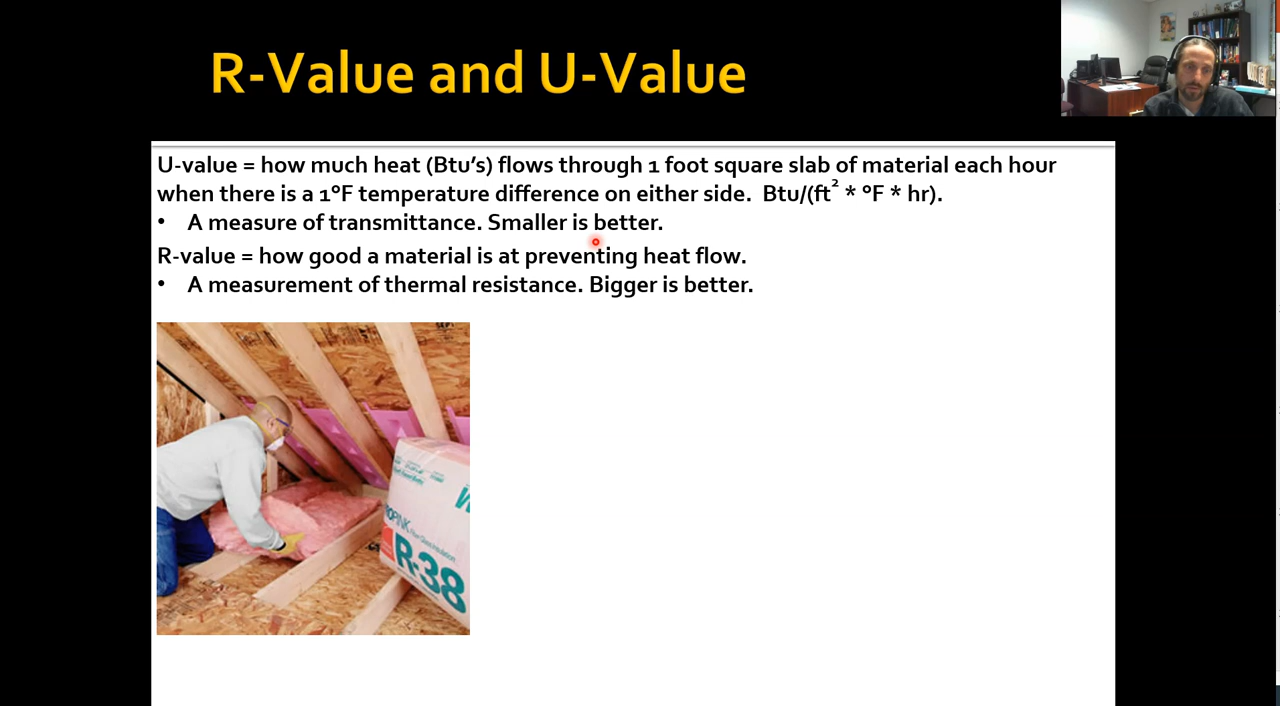 R-Value and U-Value
U-value = how much heat (Btu's) flows through 1 foot square slab of material each hour
when there is a 1°F temperature difference on either side.  Btu/(ft² * °F * hr).
• A measure of transmittance. Smaller is better.
R-value = how good a material is at preventing heat flow.
• A measurement of thermal resistance. Bigger is better.
R-38